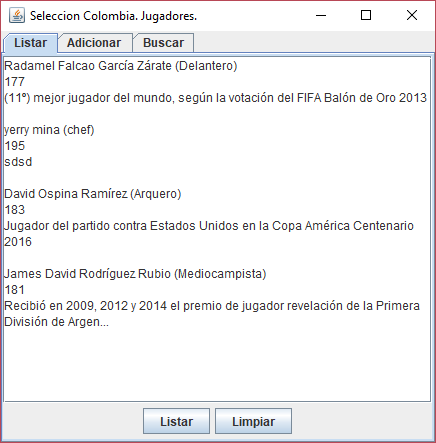 Seleccion Colombia. Jugadores.
Listar Adicionar Buscar
Radamel Falcao García Zárate (Delantero)
177
(11º) mejor jugador del mundo, según la votación del FIFA Balón de Oro 2013
yerry mina (chef)
195
sdsd
David Ospina Ramírez (Arquero)
183
Jugador del partido contra Estados Unidos en la Copa América Centenario
2016
James David Rodríguez Rubio (Mediocampista)
181
Recibió en 2009, 2012 y 2014 el premio de jugador revelación de la Primera
División de Argen...
Listar Limpiar